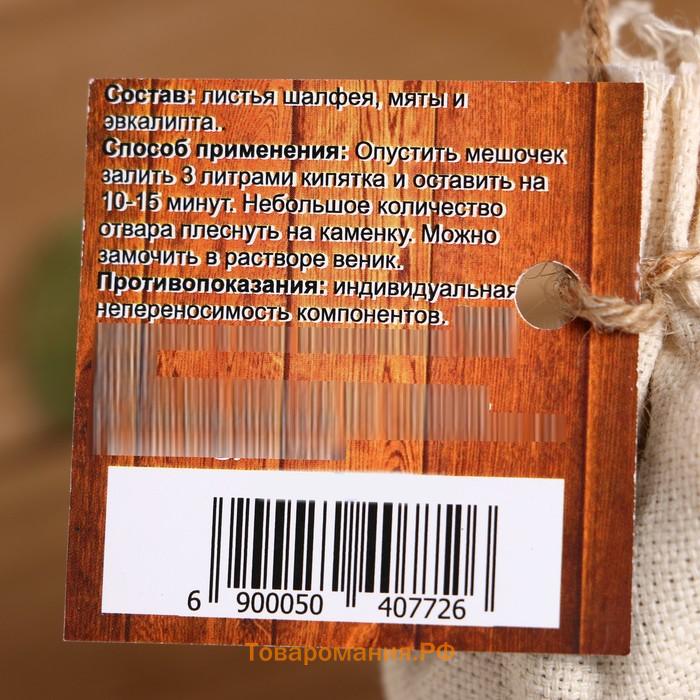 Состав: листья шалфея, мяты и
эвкалипта.
Способ применения: Опустить мешочек
залить 3 литрами кипятка и оставить на
10-15 минут. Небольшое количество
отвара плеснуть на каменку. Можно
замочить в растворе веник.
Противопоказания: индивидуальная
непереносимость компонентов.
6 900050 407726
Товаромания.РФ